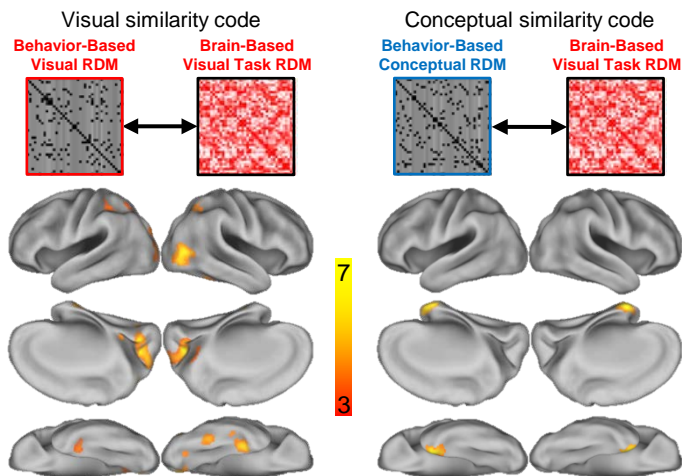 Visual similarity code
Behavior-Based
Visual RDM
Brain-Based
Visual Task RDM
Conceptual similarity code
Behavior-Based
Conceptual RDM
Brain-Based
Visual Task RDM
7
3